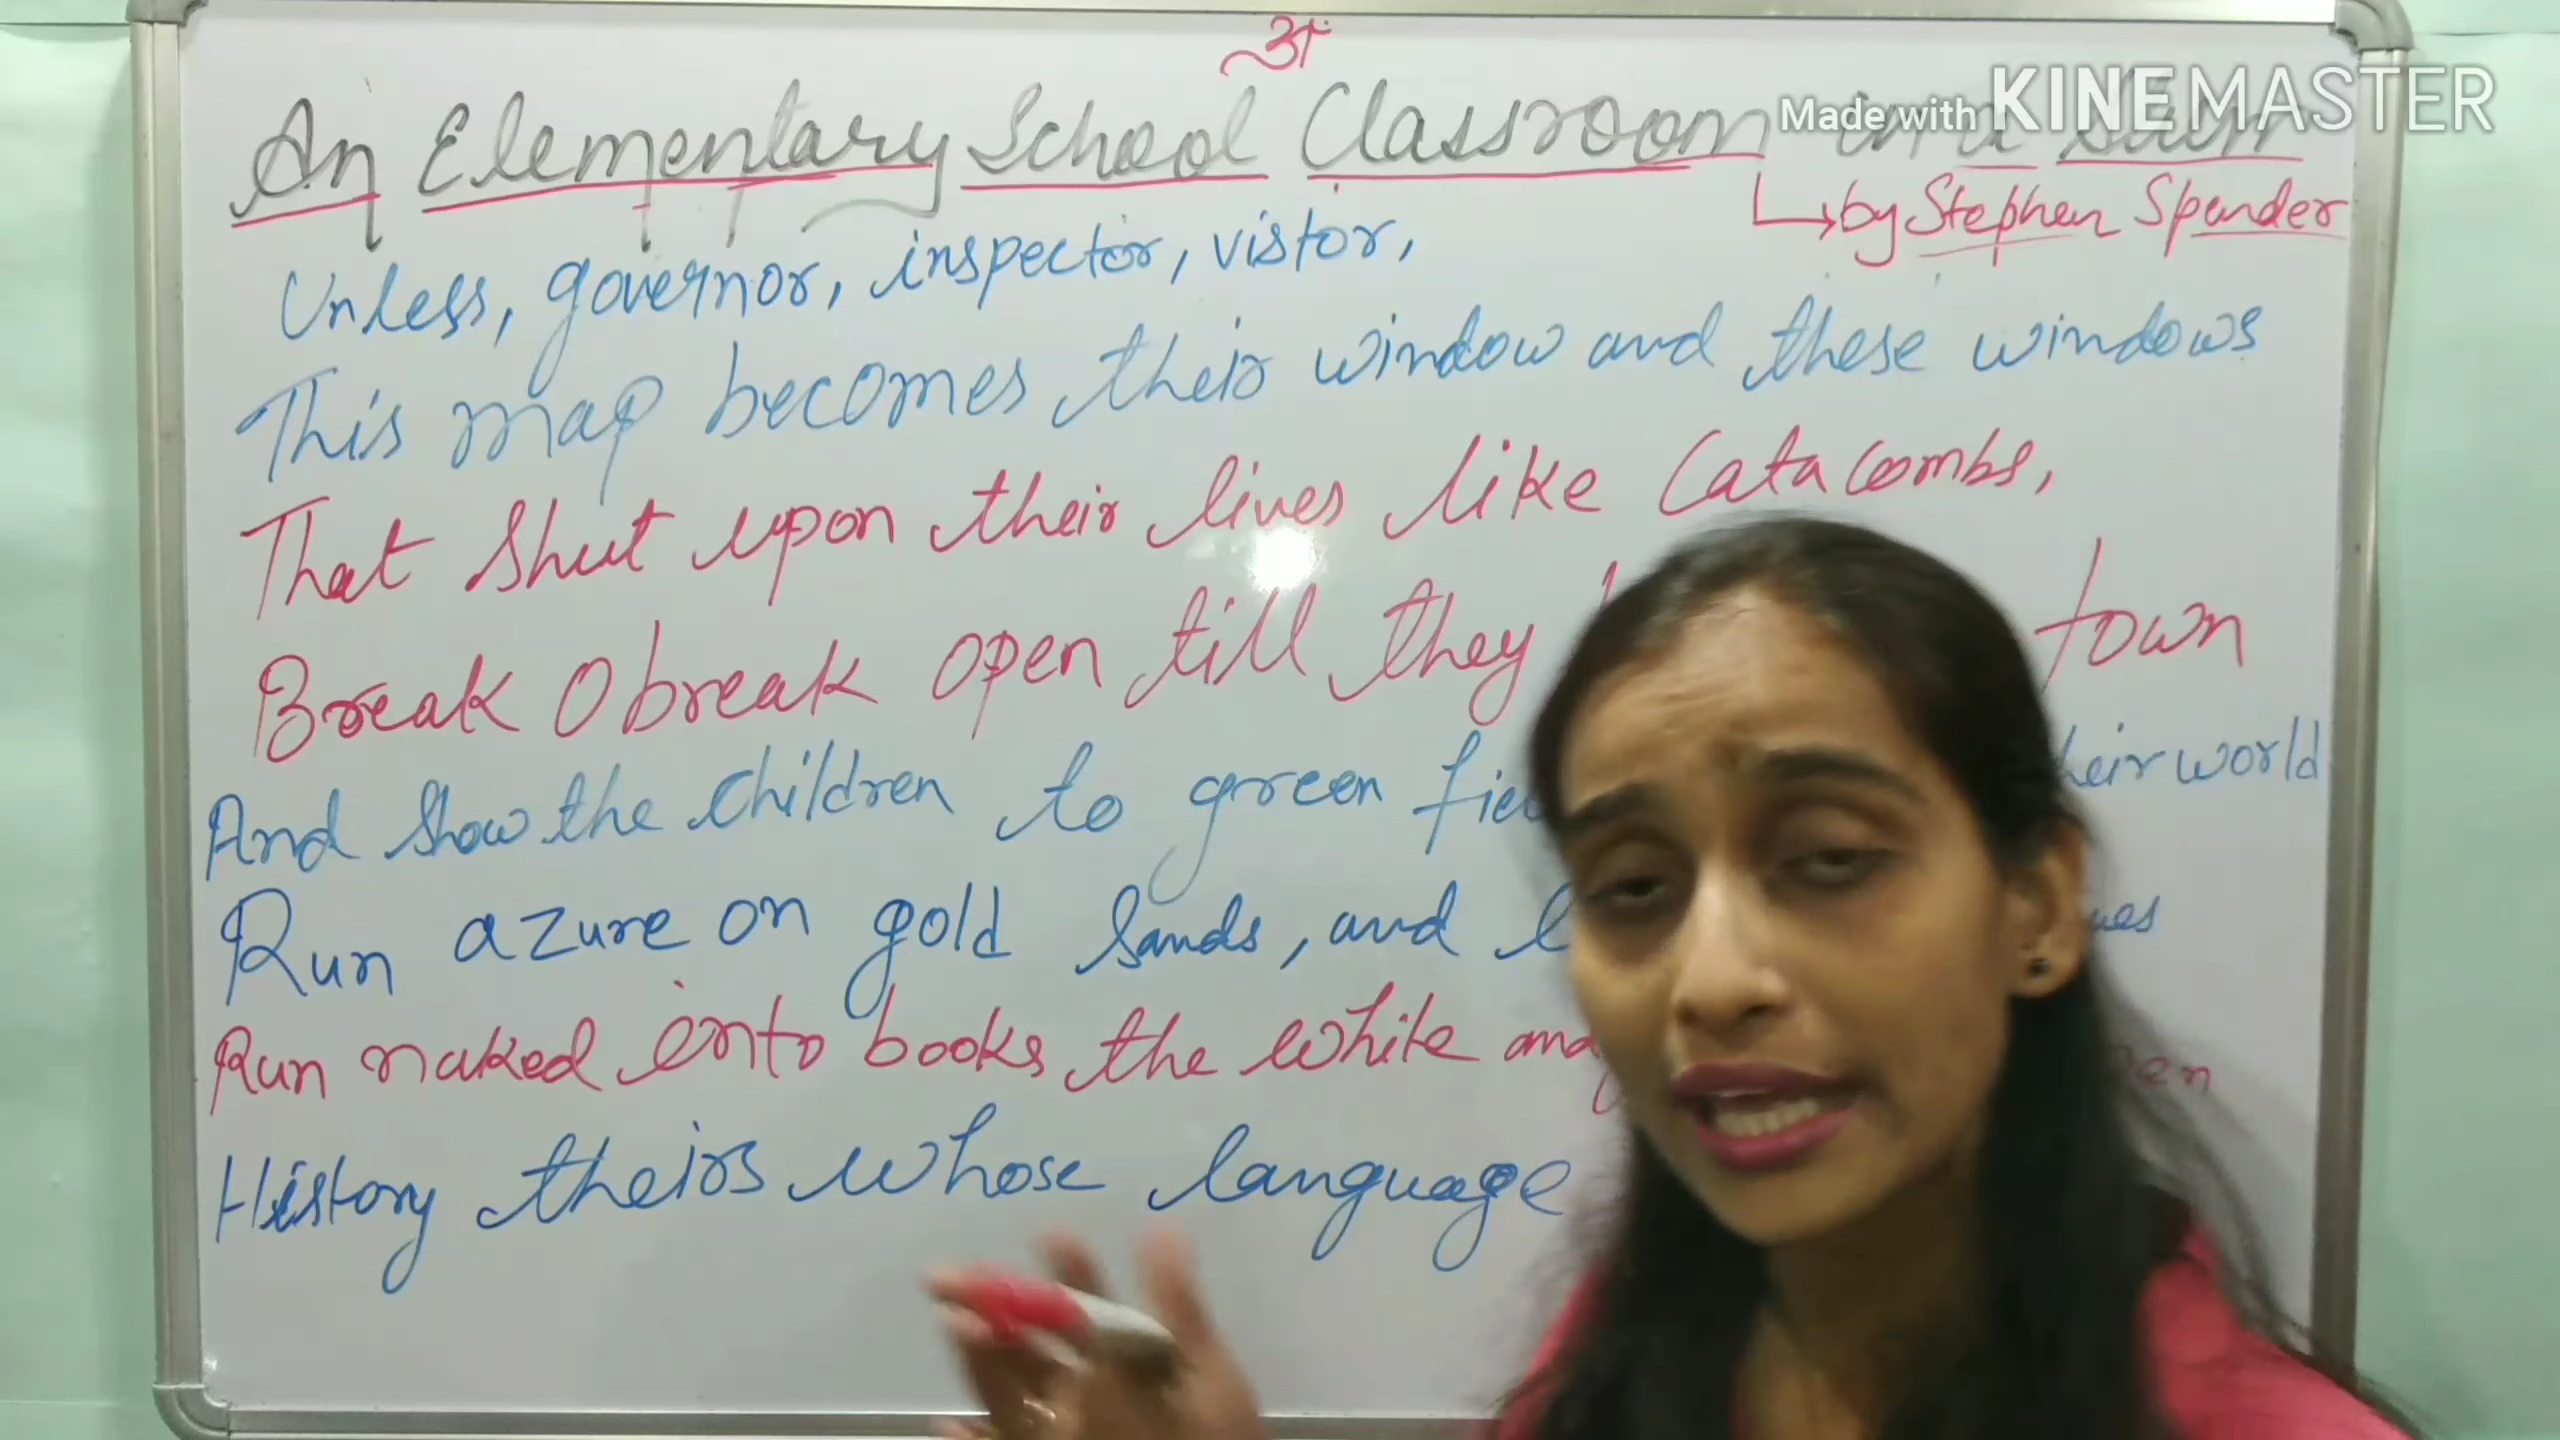 An Elementary School Classroom in a Slum
Made with KINEMASTER
by Stephen Spender
Unless, governor, inspector, vistor,
This map becomes their window and these windows
That shut upon their lives like Catacombs,
Break O break open till they town
And show the children to green their world
Run azure on gold sands, and
Run naked into books the white
History theirs whose language